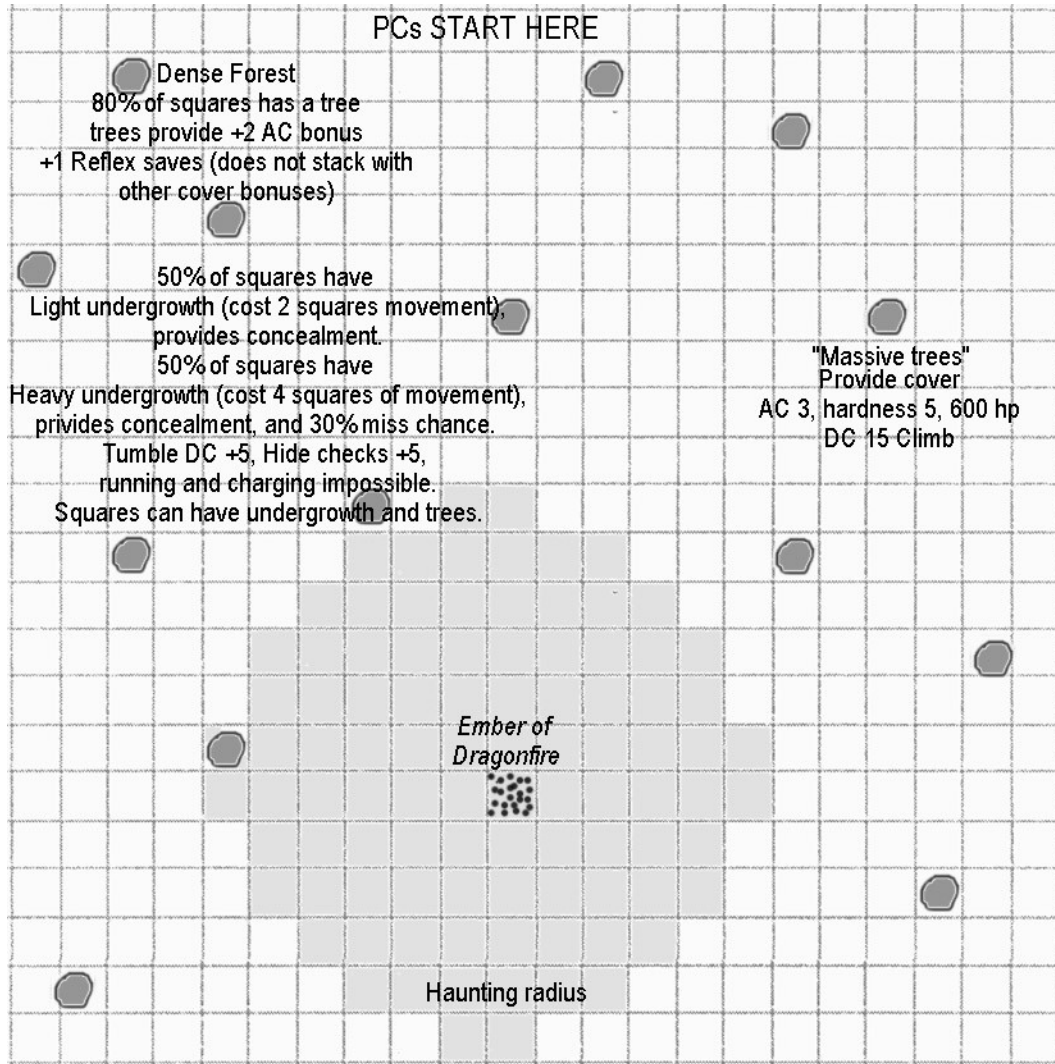 PCs START HERE
Dense Forest
80% of squares has a tree
trees provide +2 AC bonus
+1 Reflex saves (does not stack with
other cover bonuses)
50% of squares have
Light undergrowth (cost 2 squares movement),
provides concealment.
50% of squares have
Heavy undergrowth (cost 4 squares of movement),
privides concealment, and 30% miss chance.
Tumble DC +5, Hide checks +5,
running and charging impossible.
Squares can have undergrowth and trees.
"Massive trees"
Provide cover
AC 3, hardness 5, 600 hp
DC 15 Climb
Ember of
Dragonfire
Haunting radius